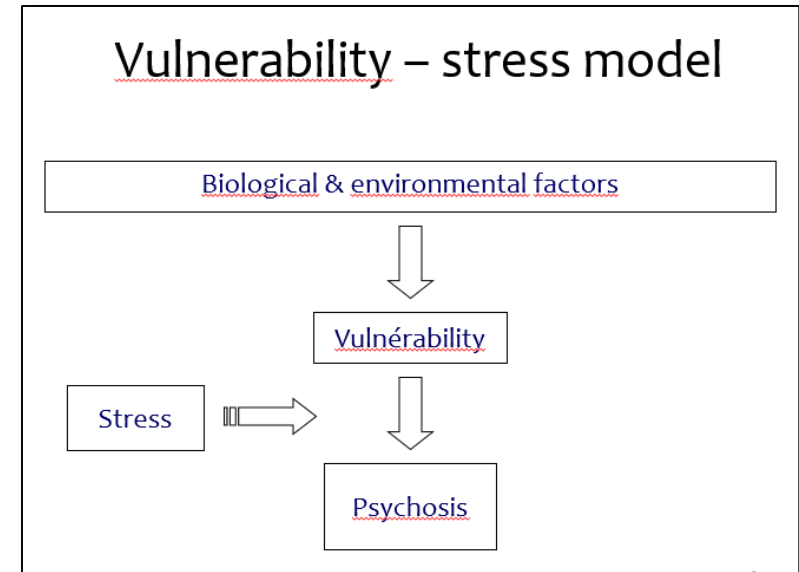 Vulnerability – stress model
Biological & environmental factors
Vulnérability
Stress
Psychosis